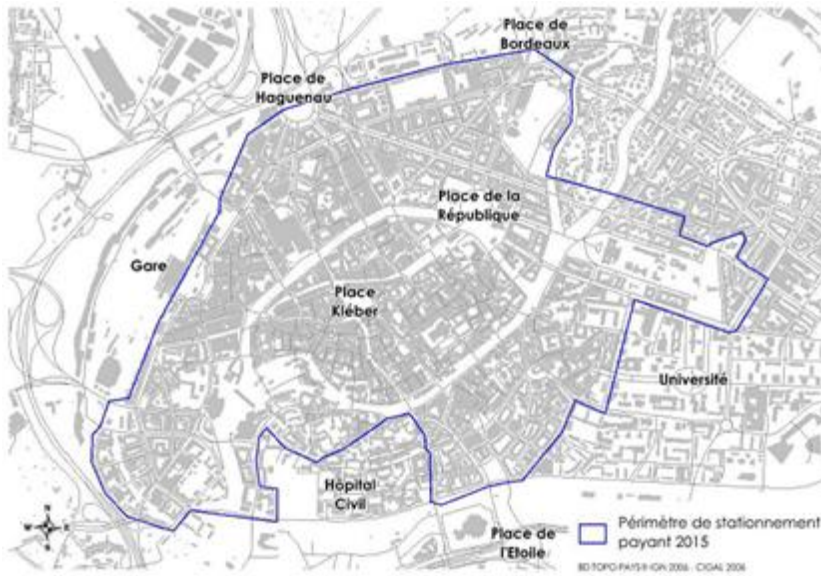 Place de
Bordeaux
Place de
Haguenau
Place de la
République
Gare
Place
Kléber
Université
Hôpital
Civil
Place de
l'Etoile
Périmètre de stationnement
payant 2015
BD TOPO PAYS ® IGN 2006 - CIGAL 2006
N
W
E
S